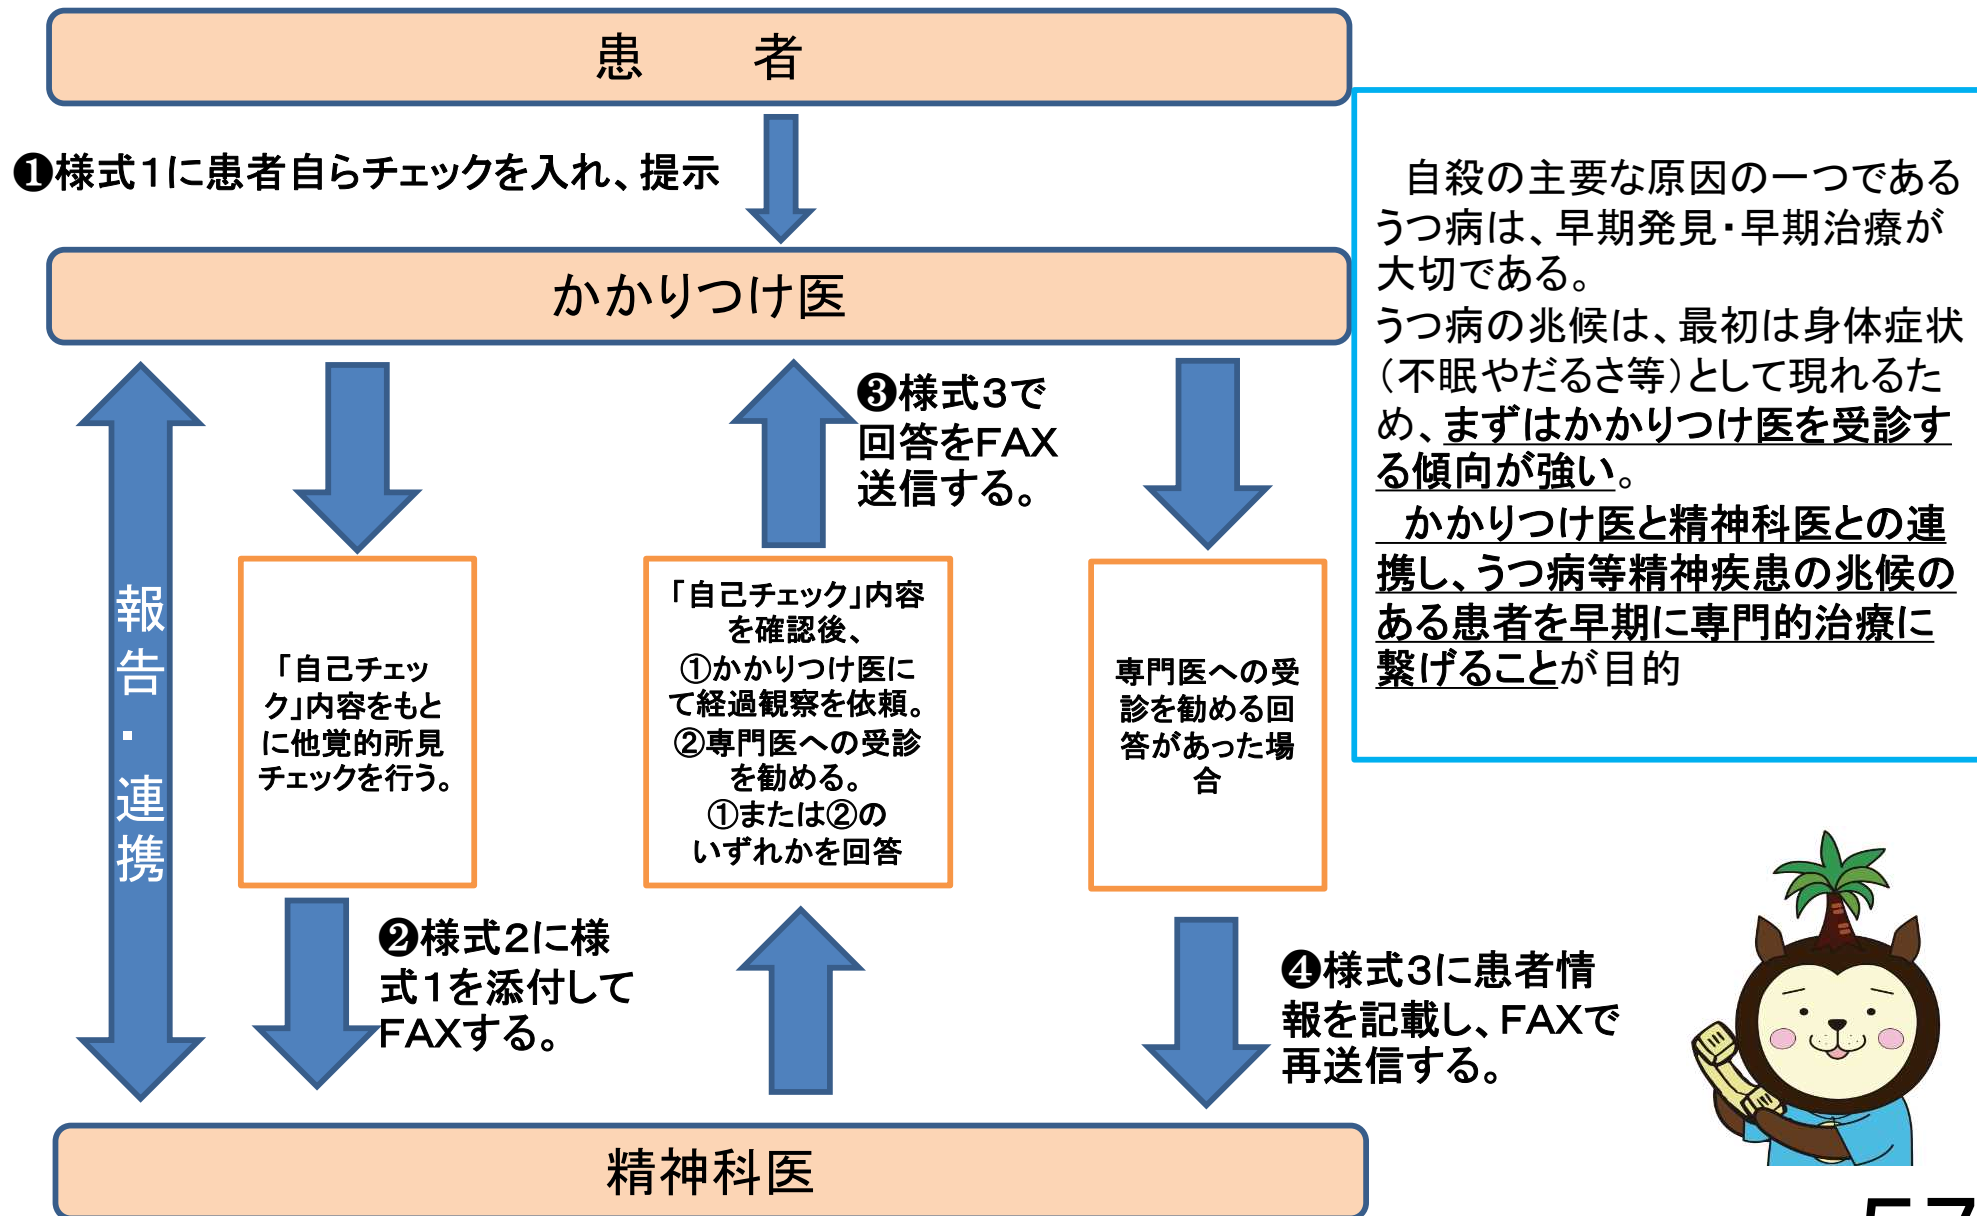 患　者
❶様式1に患者自らチェックを入れ、提示
かかりつけ医
報告・連携
「自己チェッ
ク」内容をもと
に他覚的所見
チェックを行う。
❷様式2に様
式1を添付して
FAXする。
❸様式3で
回答をFAX
送信する。
「自己チェック」内容
を確認後、
①かかりつけ医に
て経過観察を依頼。
②専門医への受診
を勧める。
①または②の
いずれかを回答
専門医への受
診を勧める回
答があった場
合
❹様式3に患者情
報を記載し、FAXで
再送信する。
精神科医
自殺の主要な原因の一つである
うつ病は、早期発見・早期治療が
大切である。
うつ病の兆候は、最初は身体症状
（不眠やだるさ等）として現れるた
め、まずはかかりつけ医を受診す
る傾向が強い。
かかりつけ医と精神科医との連
携し、うつ病等精神疾患の兆候の
ある患者を早期に専門的治療に
繋げることが目的
57